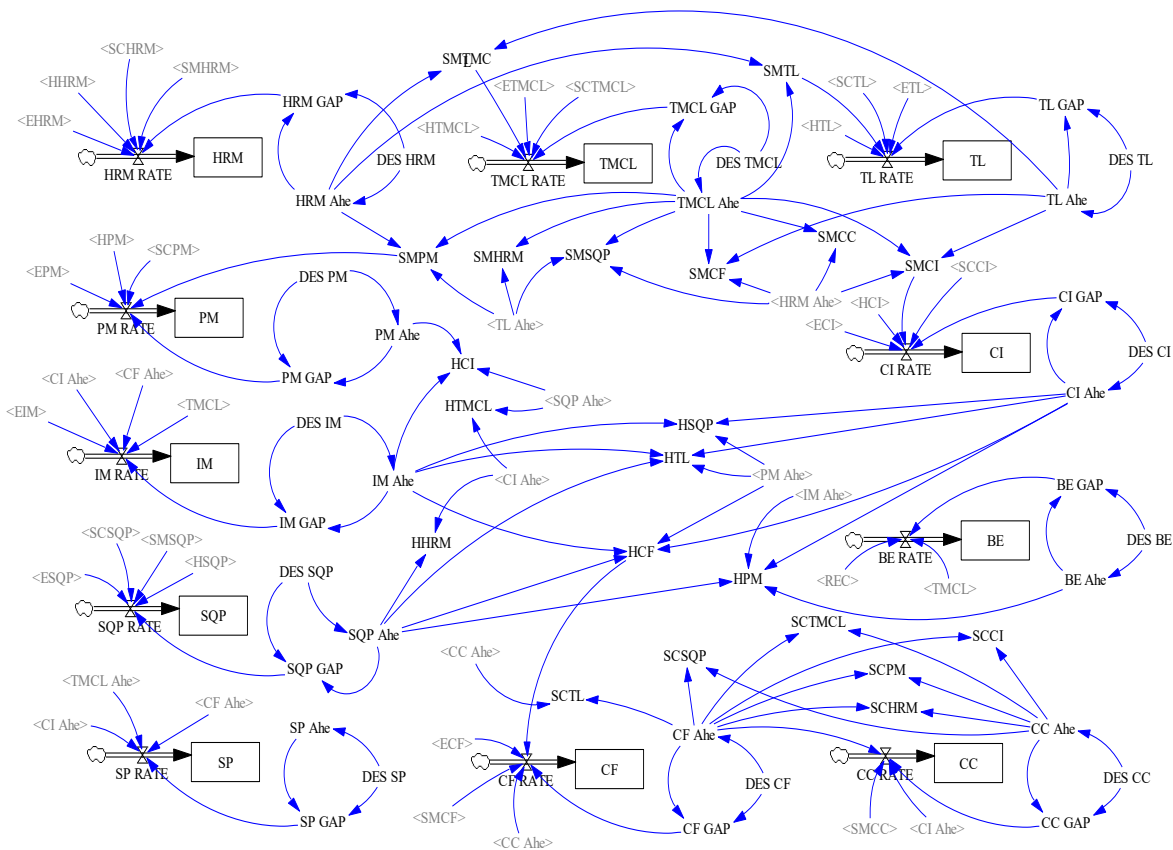 <SCHRM>
<SMHRM>
<HHRM>
<EHRM>
HRM GAP
HRM
HRM RATE
DES HRM
HRM Ahe
SMTMC
L
<ETMCL>
<SCTMCL>
<HTMCL>
TMCL GAP
TMCL
TMCL RATE
DES TMCL
TMCL Ahe
SMTL
<SCTL>
<ETL>
<HTL>
TL GAP
TL
TL RATE
DES TL
TL Ahe
<HPM>
<SCPM>
<EPM>
PM
PM RATE
DES PM
PM Ahe
PM GAP
SMPM
SMHRM
SMSQP
SMCF
SMCC
SMCI
<TL Ahe>
<HRM Ahe>
<SCCI>
<HCI>
<ECI>
CI GAP
CI
CI RATE
DES CI
CI Ahe
<CI Ahe>
<CF Ahe>
<EIM>
<TMCL>
IM
IM RATE
DES IM
IM Ahe
IM GAP
HCI
HTMCL
<SQP Ahe>
<CI Ahe>
HSQP
HTL
<PM Ahe>
<IM Ahe>
HHRM
HCF
HPM
BE GAP
BE
BE RATE
DES BE
BE Ahe
<REC>
<TMCL>
<SCSQP>
<SMSQP>
<HSQP>
<ESQP>
SQP
SQP RATE
DES SQP
SQP Ahe
SQP GAP
<TMCL Ahe>
<CF Ahe>
<CI Ahe>
SP
SP RATE
SP Ahe
DES SP
SP GAP
<CC Ahe>
SCTL
SCSQP
SCTMCL
SCCI
SCPM
SCHRM
<ECF>
CF
CF RATE
<SMCF>
<CC Ahe>
CF Ahe
DES CF
CF GAP
CC
CC RATE
<SMCC>
<CI Ahe>
CC Ahe
DES CC
CC GAP